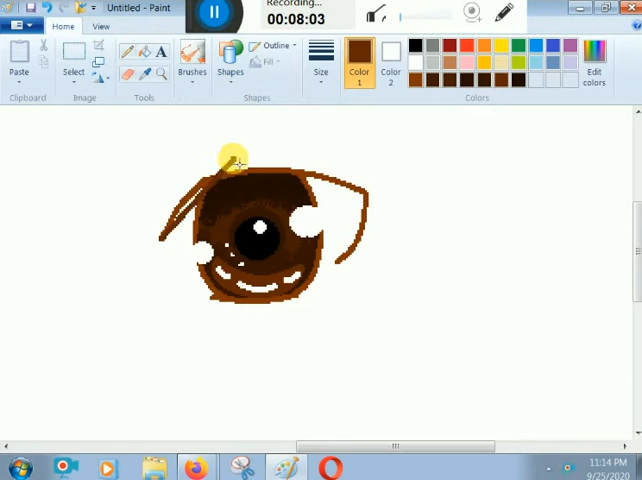 Untitled - Paint
Recording...
00:08:03
Home
View
Paste
Select
Brushes
Shapes
Outline
Fill
Size
Color
1
Color
2
Edit
colors
Clipboard
Image
Tools
Shapes
Colors
11:14 PM
9/25/2020